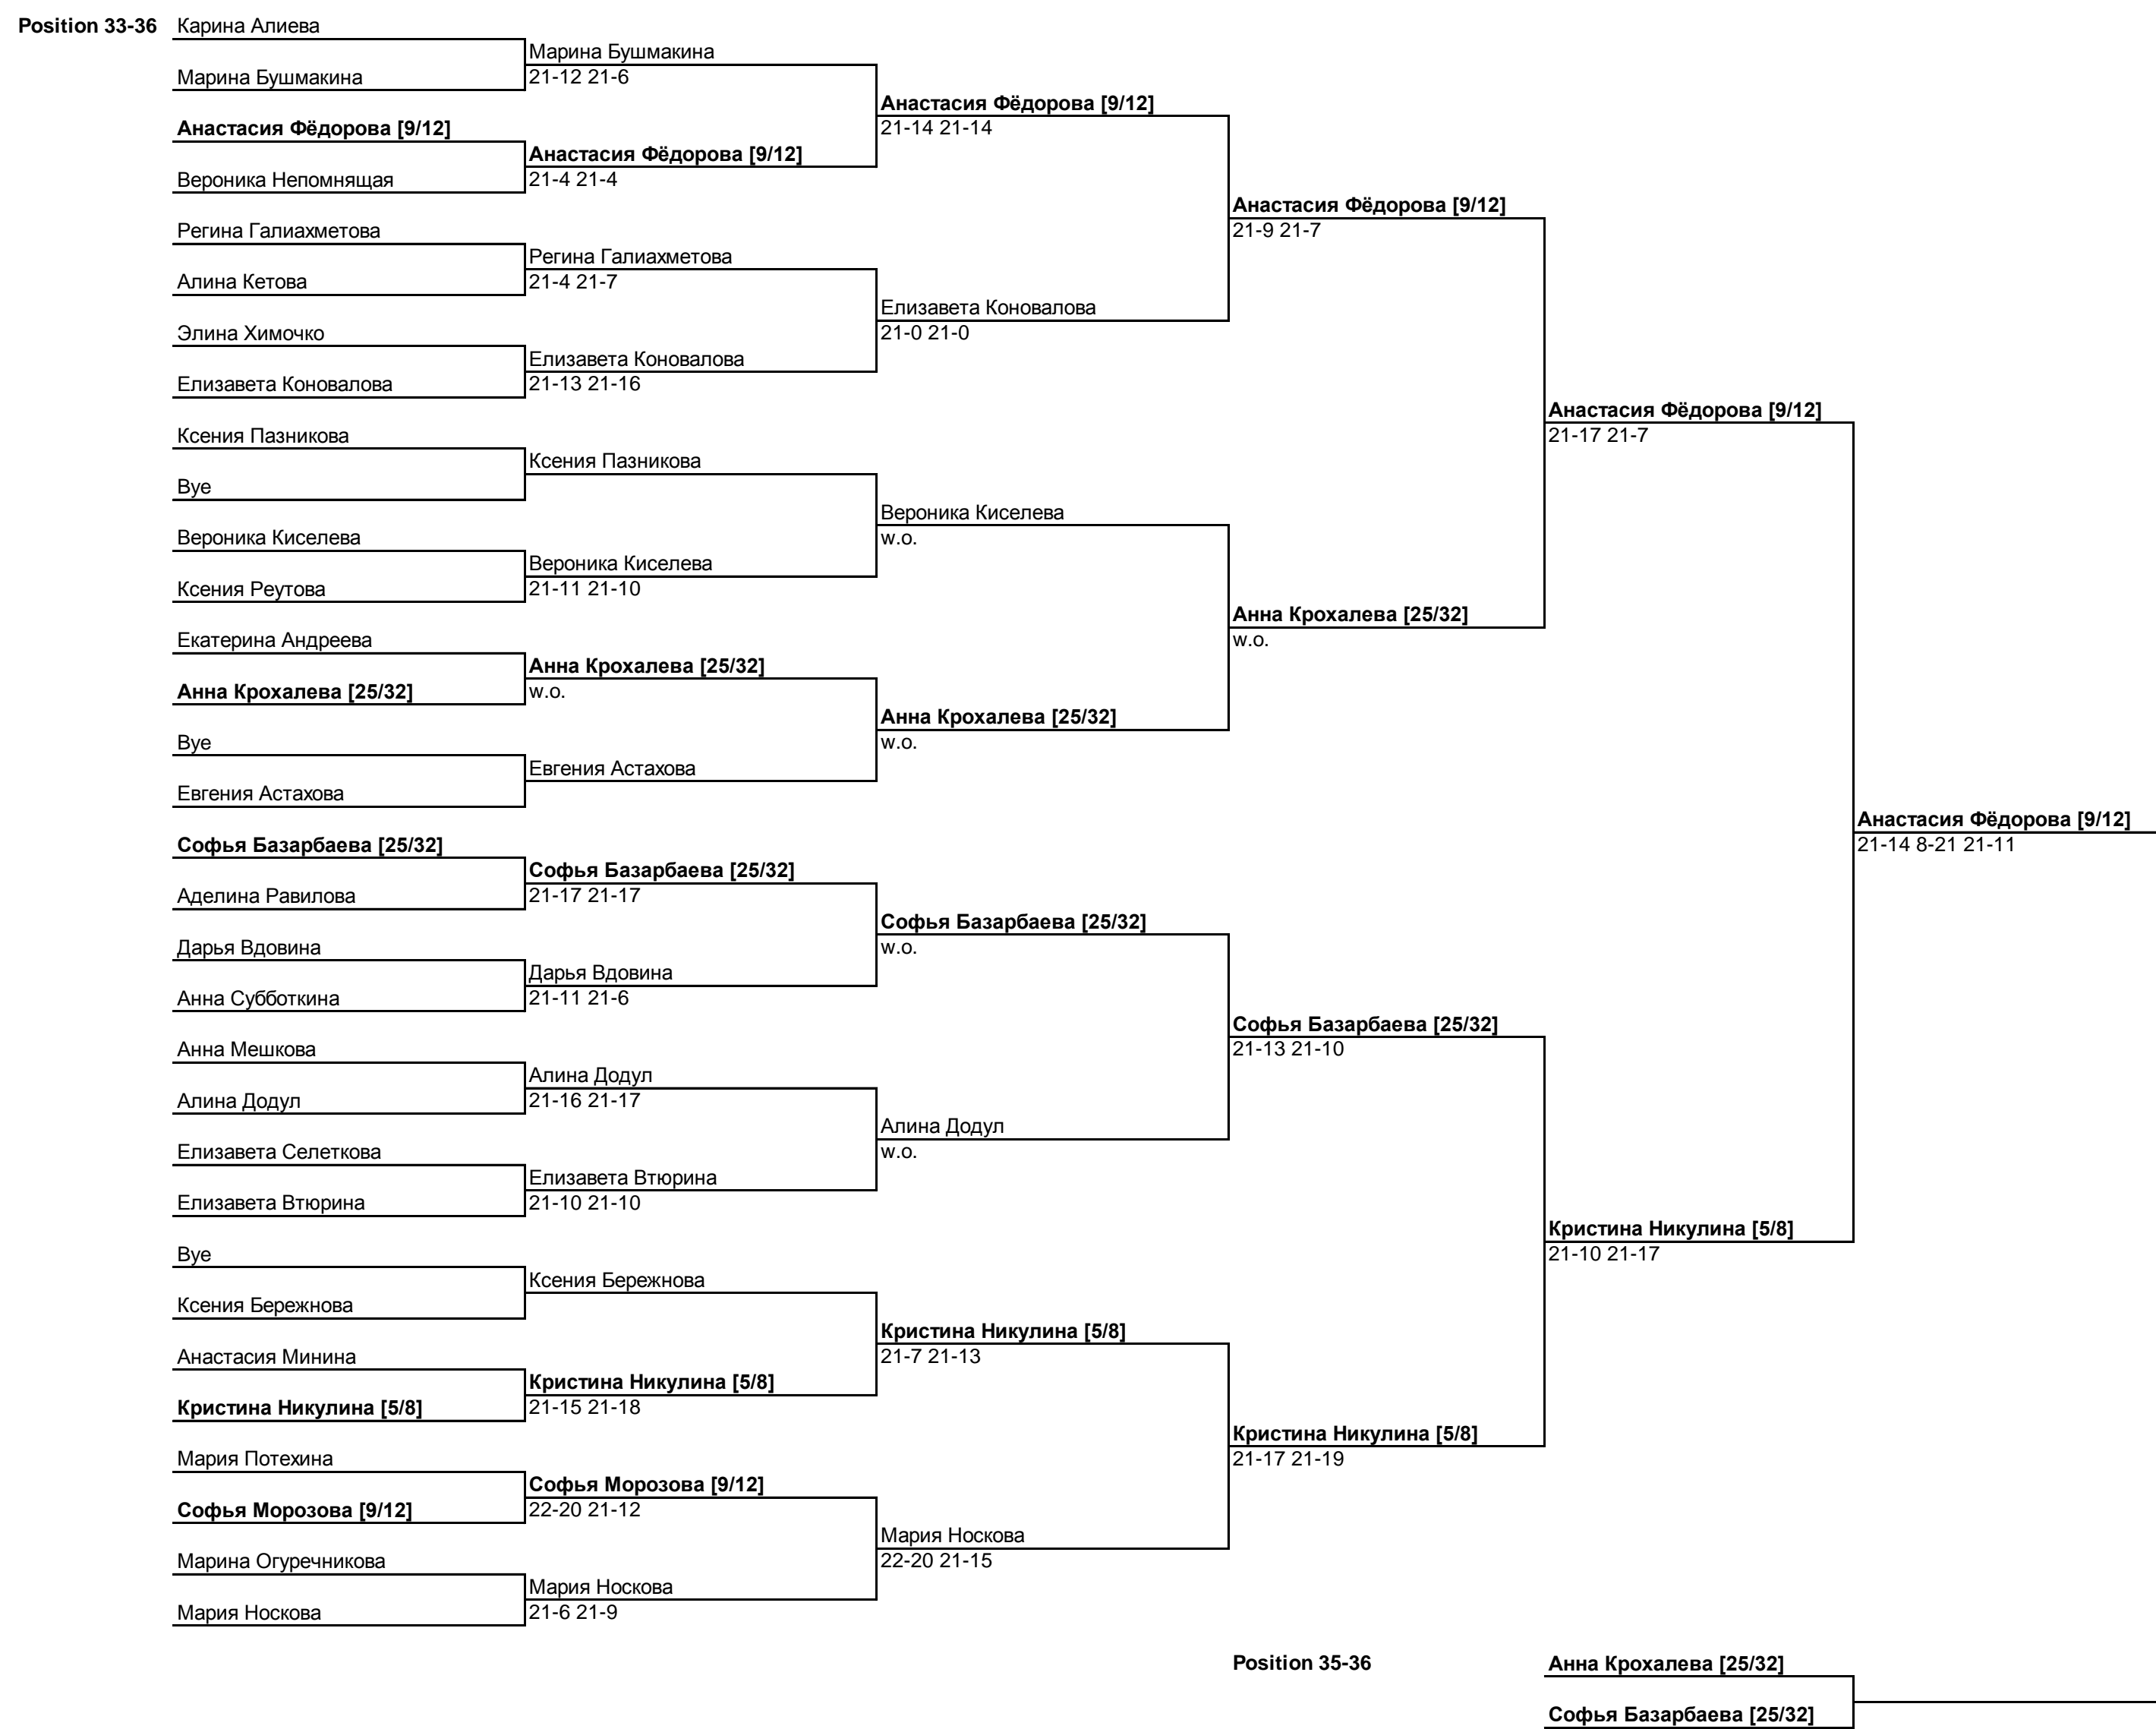 Position 33-36
Карина Алиева
Марина Бушмакина
Марина Бушмакина
21-12 21-6
Анастасия Фёдорова [9/12]
21-14 21-14
Анастасия Фёдорова [9/12]
Анастасия Фёдорова [9/12]
21-4 21-4
Вероника Непомнящая
Анастасия Фёдорова [9/12]
21-9 21-7
Регина Галиахметова
Регина Галиахметова
21-4 21-7
Алина Кетова
Елизавета Коновалова
21-0 21-0
Элина Химочко
Елизавета Коновалова
21-13 21-16
Елизавета Коновалова
Анастасия Фёдорова [9/12]
21-17 21-7
Ксения Пазникова
Ксения Пазникова
Bye
Вероника Киселева
w.o.
Вероника Киселева
Вероника Киселева
21-11 21-10
Ксения Реутова
Анна Крохалева [25/32]
w.o.
Екатерина Андреева
Анна Крохалева [25/32]
w.o.
Анна Крохалева [25/32]
Анна Крохалева [25/32]
w.o.
Bye
Евгения Астахова
Евгения Астахова
Анастасия Фёдорова [9/12]
21-14 8-21 21-11
Софья Базарбаева [25/32]
Софья Базарбаева [25/32]
21-17 21-17
Аделина Равилова
Софья Базарбаева [25/32]
w.o.
Дарья Вдовина
Дарья Вдовина
21-11 21-6
Анна Субботкина
Софья Базарбаева [25/32]
21-13 21-10
Анна Мешкова
Алина Додул
21-16 21-17
Алина Додул
Алина Додул
w.o.
Елизавета Селеткова
Елизавета Втюрина
21-10 21-10
Елизавета Втюрина
Кристина Никулина [5/8]
21-10 21-17
Bye
Ксения Бережнова
Ксения Бережнова
Кристина Никулина [5/8]
21-7 21-13
Анастасия Минина
Кристина Никулина [5/8]
21-15 21-18
Кристина Никулина [5/8]
Кристина Никулина [5/8]
21-17 21-19
Мария Потехина
Софья Морозова [9/12]
22-20 21-12
Софья Морозова [9/12]
Мария Носкова
22-20 21-15
Марина Огуречникова
Мария Носкова
21-6 21-9
Мария Носкова
Position 35-36
Анна Крохалева [25/32]
Софья Базарбаева [25/32]